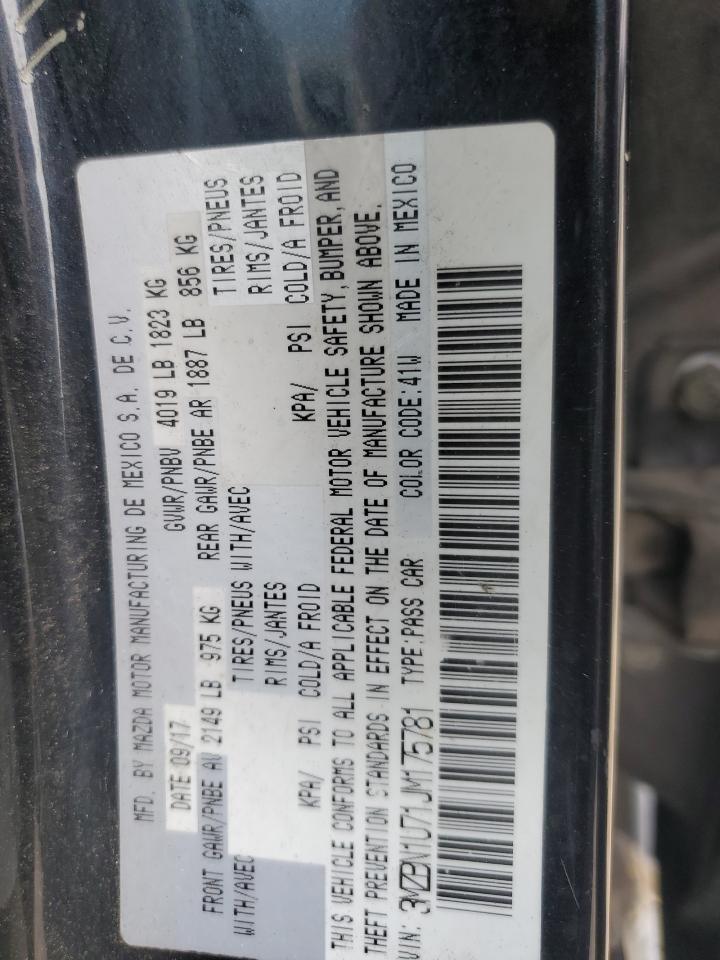 MFD. BY MAZDA MOTOR MANUFACTURING DE MEXICO S.A. DE C.V.
DATE 09/17 GVWR/PNBV 4019 LB 1823 KG
FRONT GAWR/PNBE AV 2149 LB 975 KG REAR GAWR/PNBE AR 1887 LB 856 KG
WITH/AVEC TIRES/PNEUS WITH/AVEC TIRES/PNEUS
RIMS/JANTES RIMS/JANTES
KPA/ PSI COLD/A FROID KPA/ PSI COLD/A FROID
THIS VEHICLE CONFORMS TO ALL APPLICABLE FEDERAL MOTOR VEHICLE SAFETY, BUMPER, AND
THEFT PREVENTION STANDARDS IN EFFECT ON THE DATE OF MANUFACTURE SHOWN ABOVE.
VIN: 3MZBN1U71JM175781 TYPE:PASS CAR COLOR CODE:41W MADE IN MEXICO